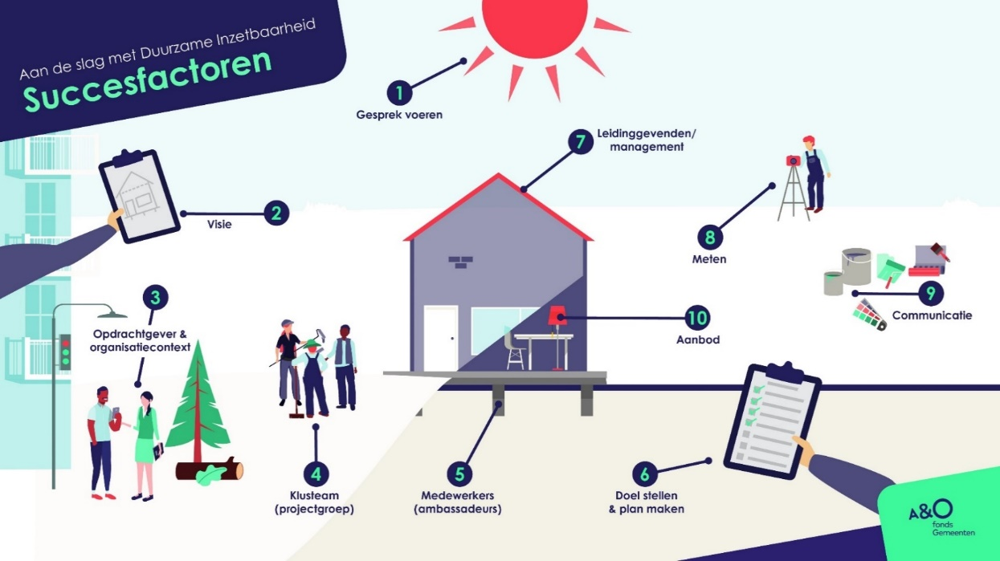 Aan de slag met Duurzame Inzetbaarheid
Succesfactoren
1
Gesprek voeren
2
Visie
3
Opdrachtgever &
organisatiecontext
4
Klusteam
(projectgroep)
5
Medewerkers
(ambassadeurs)
6
Doel stellen
& plan maken
7
Leidinggevenden/
management
8
Meten
9
Communicatie
10
Aanbod
A&O
fonds
Gemeenten